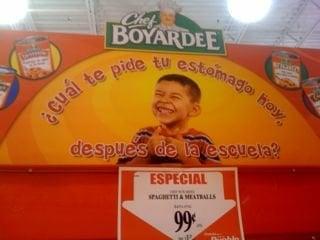 Chef
BOYARDEE
¿Cuál te pide tu estómago hoy,
después de la escuela?
ESPECIAL
SPAGHETTI & MEATBALLS
99¢